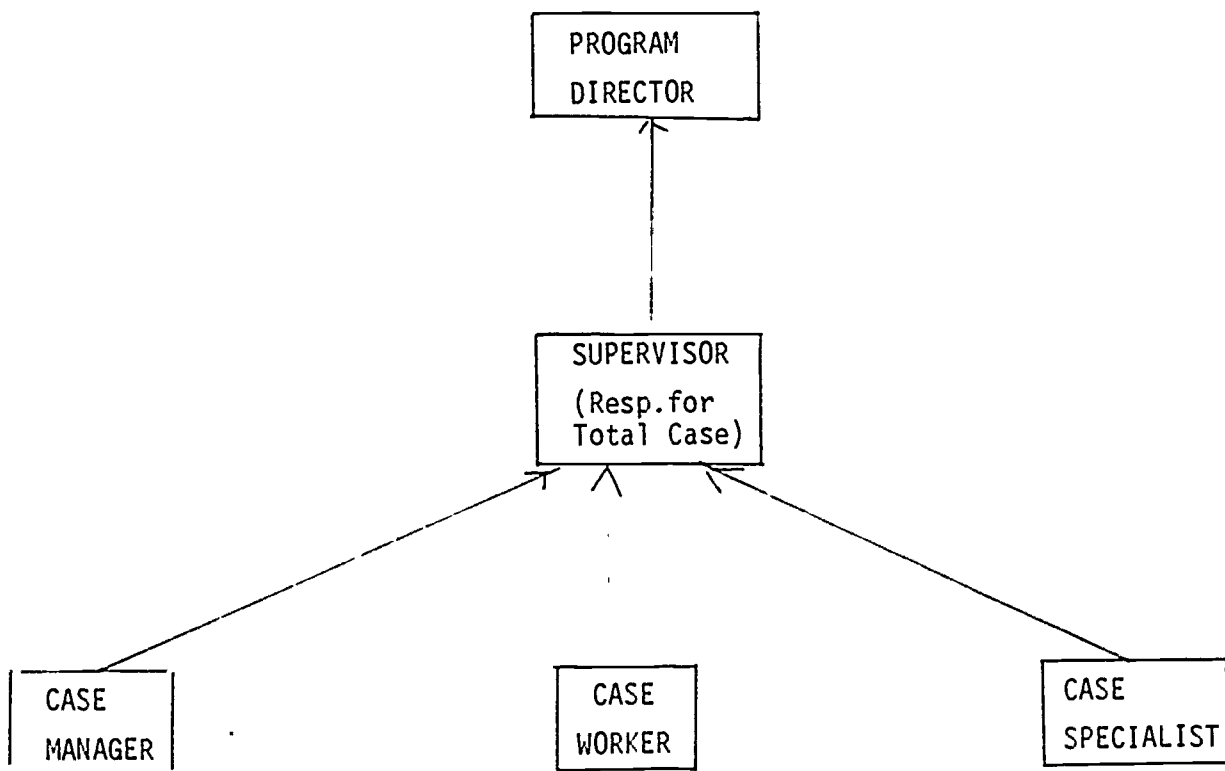 PROGRAM
DIRECTOR
SUPERVISOR
(Resp.for
Total Case)
CASE
MANAGER
CASE
WORKER
CASE
SPECIALIST